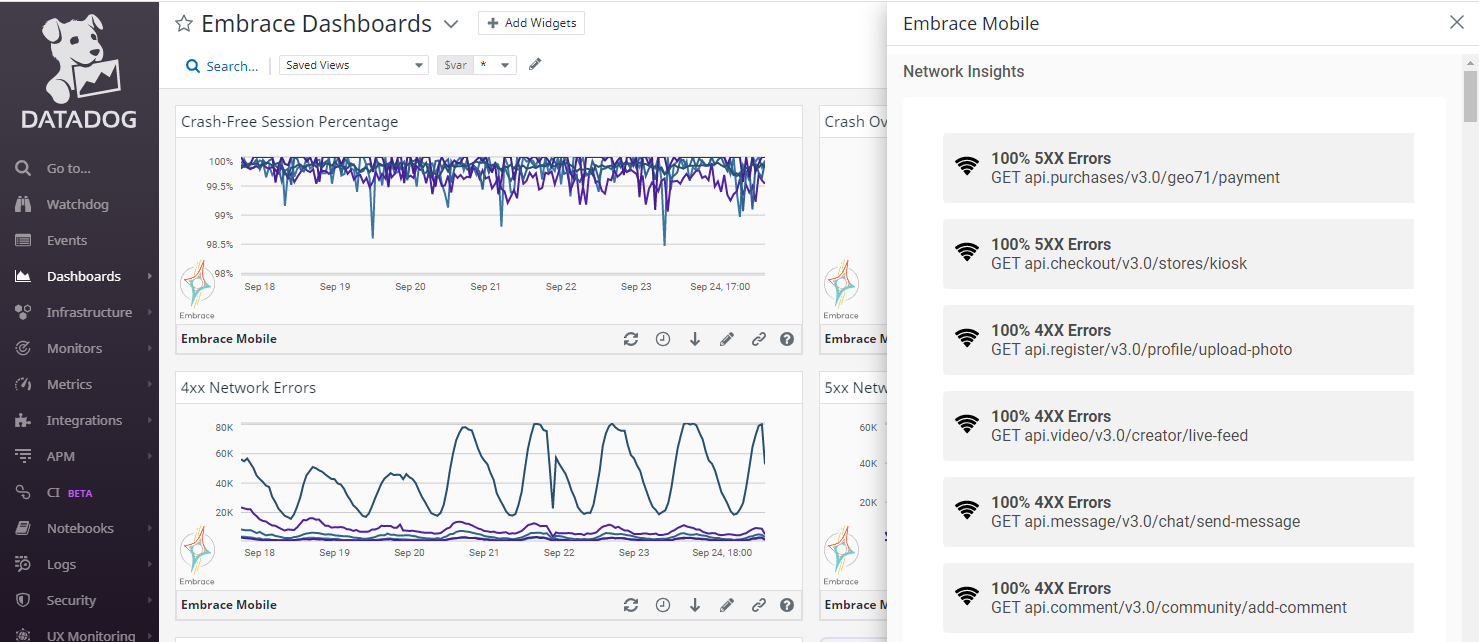 DATADOG
Go to...
Watchdog
Events
Dashboards
Infrastructure
Monitors
Metrics
Integrations
APM
CI BETA
Notebooks
Logs
Security
UX Monitoring
Embrace Dashboards
Add Widgets
Search...
Saved Views
$var *
Crash-Free Session Percentage
100%
99.5%
99%
98.5%
98%
Sep 18 Sep 19 Sep 20 Sep 21 Sep 22 Sep 23 Sep 24, 17:00
Embrace
Embrace Mobile
Crash Ov
Embrace
Embrace M
4xx Network Errors
80K
60K
40K
20K
Sep 18 Sep 19 Sep 20 Sep 21 Sep 22 Sep 23 Sep 24, 18:00
Embrace
Embrace Mobile
5xx Netw
60K
40K
20K
Embrace
Embrace M
Embrace Mobile
Network Insights
100% 5XX Errors
GET api.purchases/v3.0/geo71/payment
100% 5XX Errors
GET api.checkout/v3.0/stores/kiosk
100% 4XX Errors
GET api.register/v3.0/profile/upload-photo
100% 4XX Errors
GET api.video/v3.0/creator/live-feed
100% 4XX Errors
GET api.message/v3.0/chat/send-message
100% 4XX Errors
GET api.comment/v3.0/community/add-comment